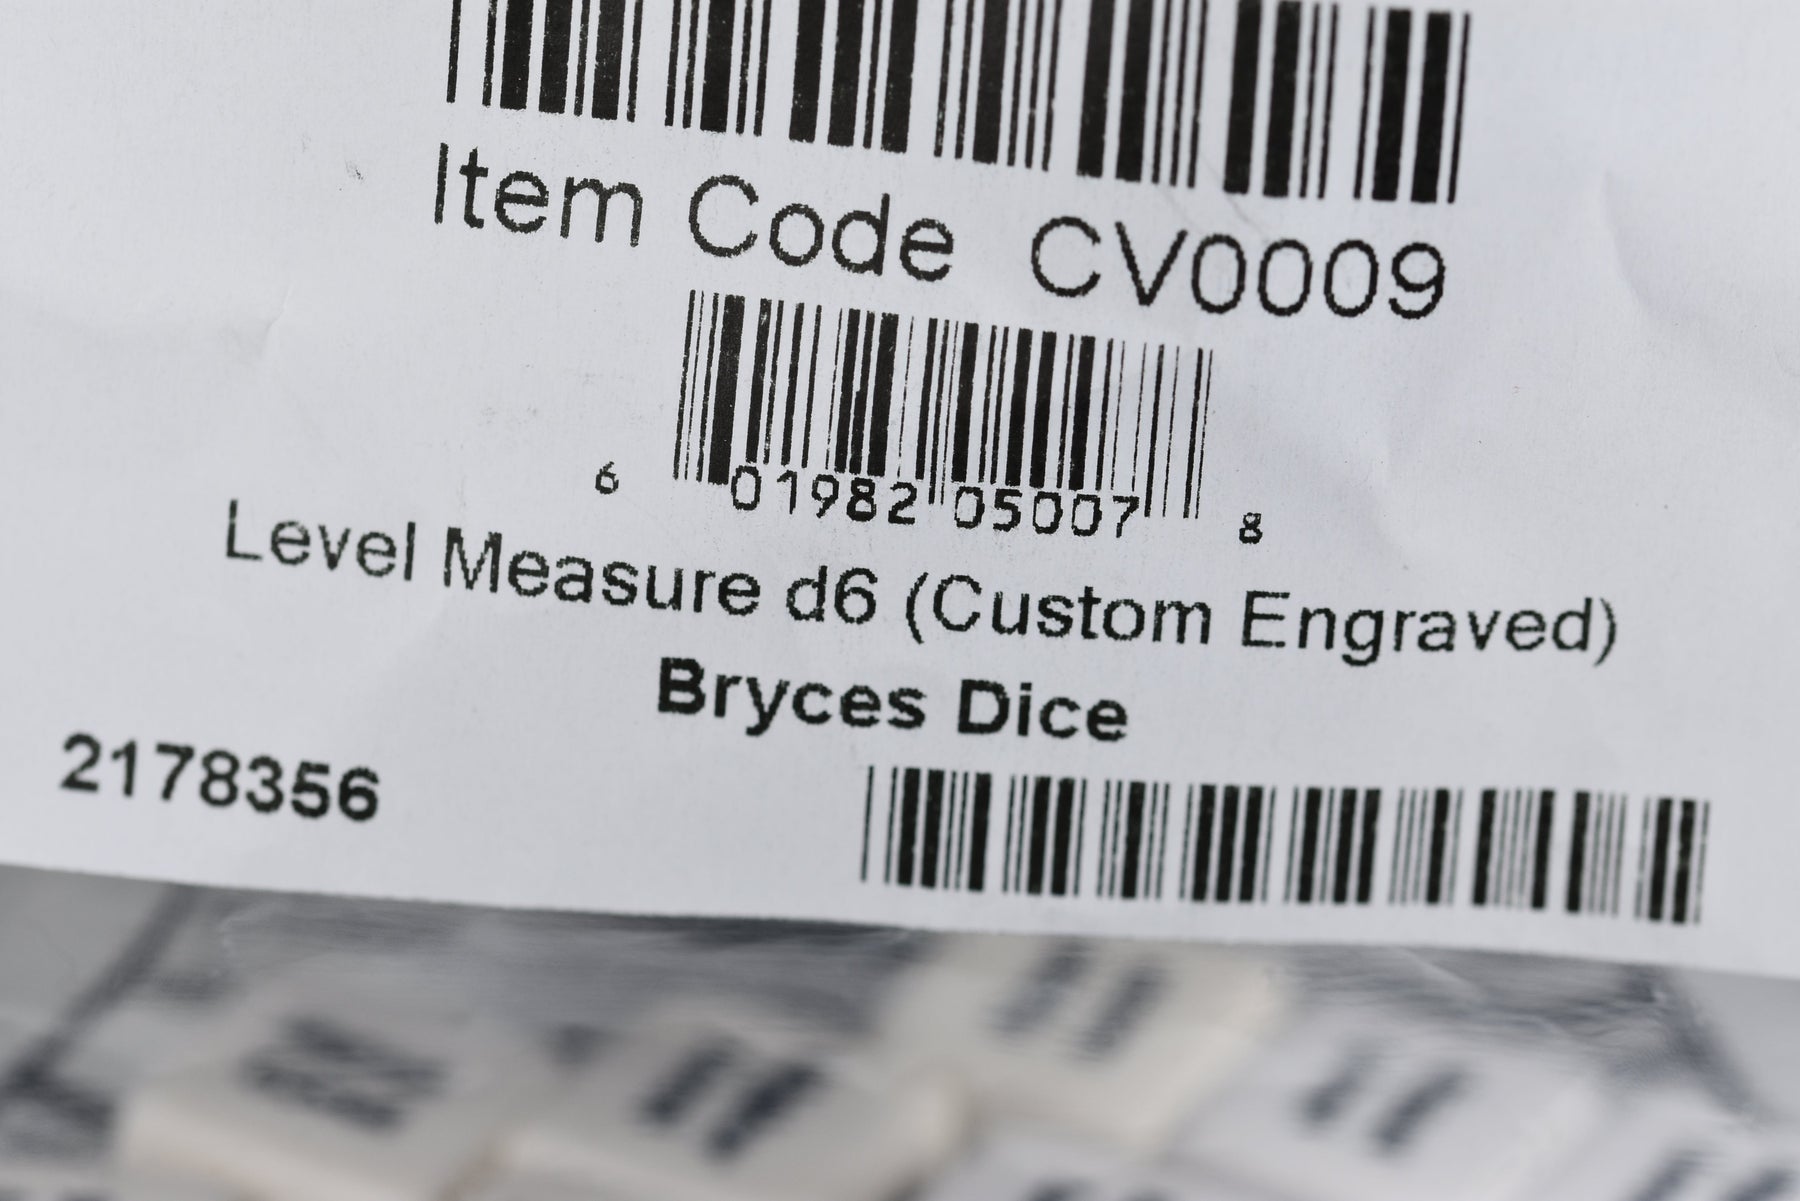 Item Code CV0009
6 01982 05007 8
Level Measure d6 (Custom Engraved)
Bryces Dice
2178356